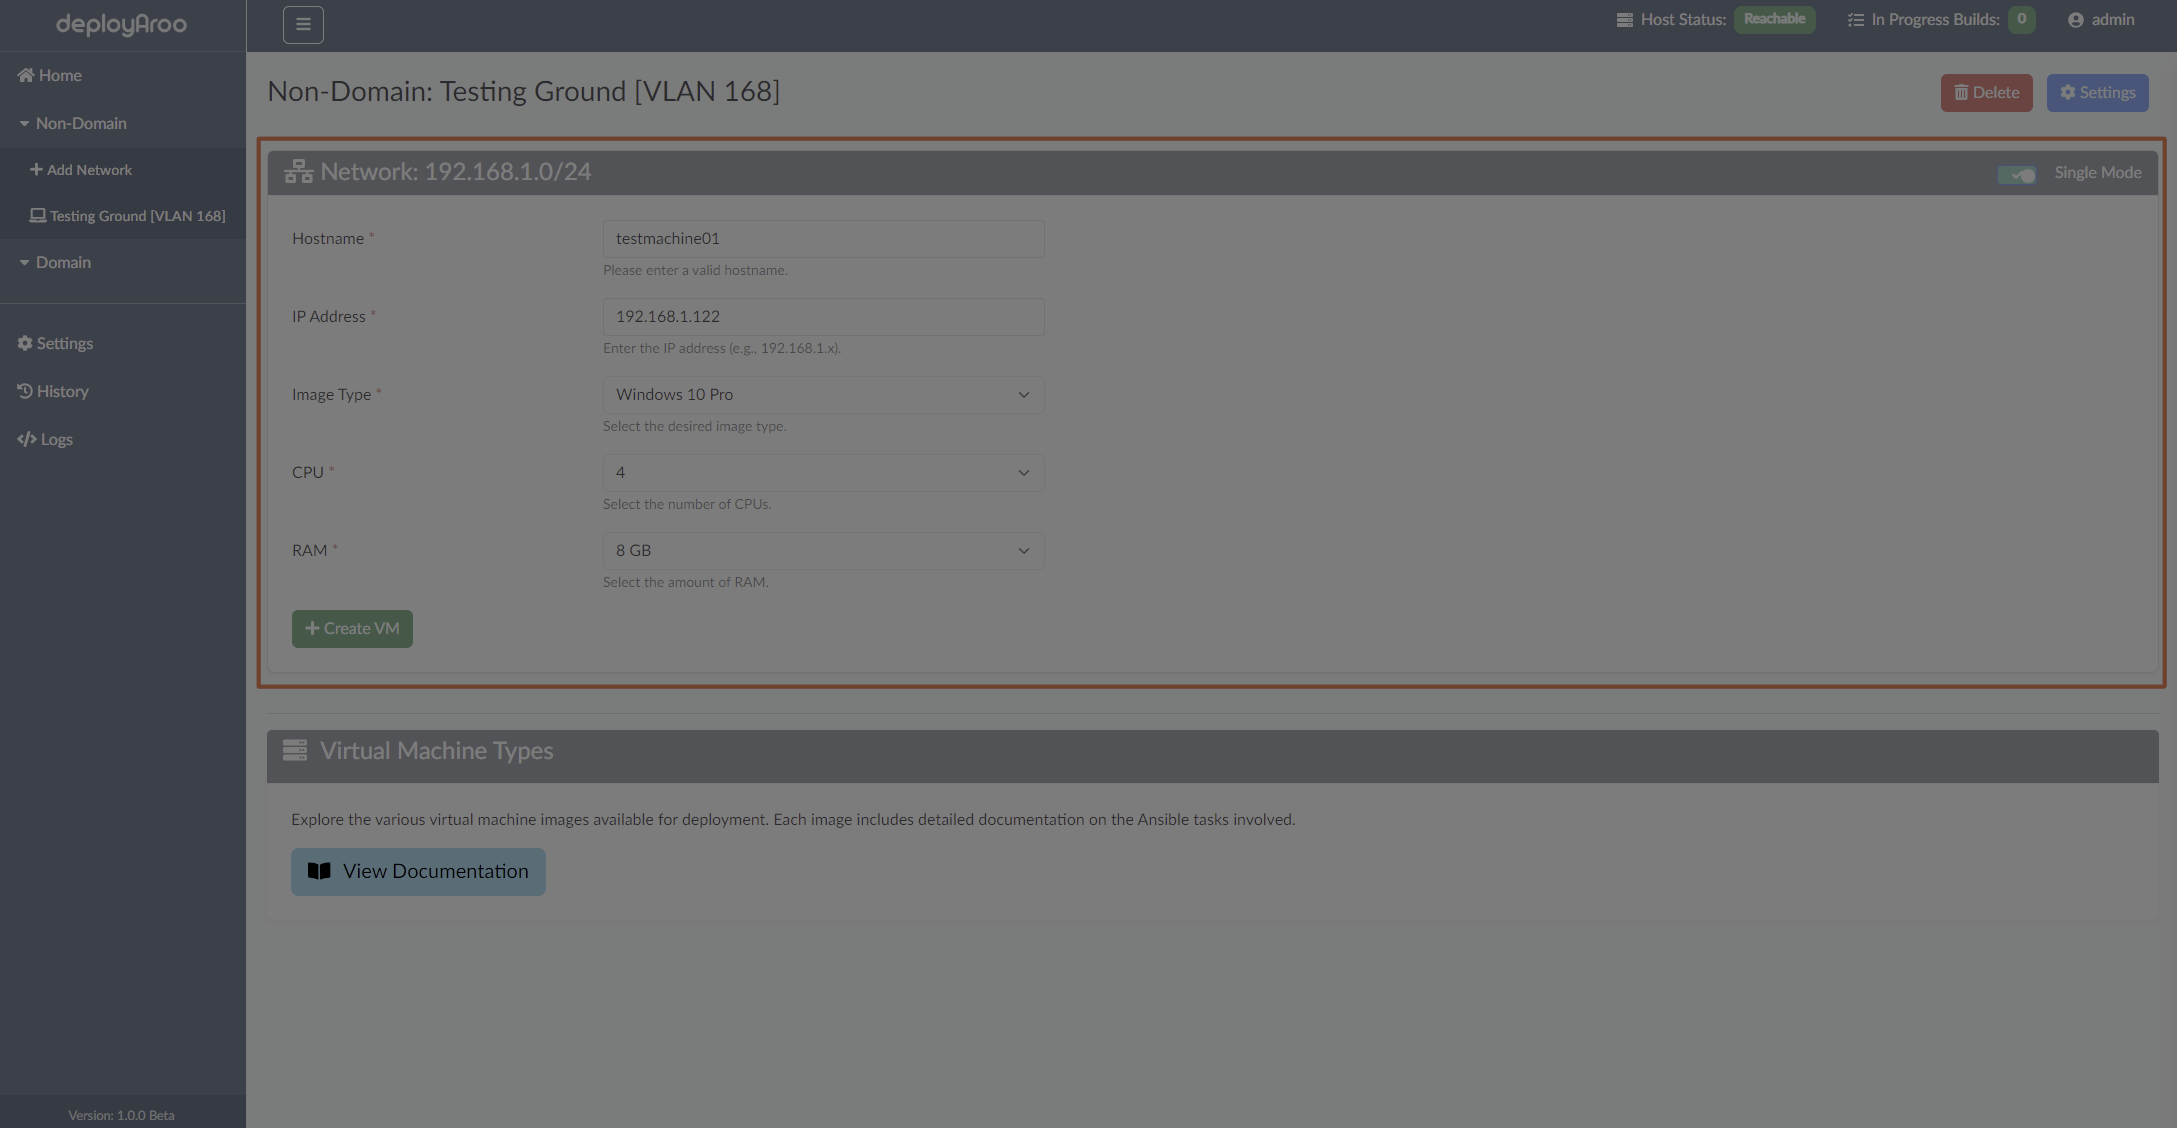 deployAroo
Host Status: Reachable
In Progress Builds: 0
admin
Home
Non-Domain
Add Network
Testing Ground [VLAN 168]
Domain
Settings
History
Logs
Version: 1.0.0 Beta
Non-Domain: Testing Ground [VLAN 168]
Delete
Settings
Network: 192.168.1.0/24
Single Mode
Hostname *
testmachine01
Please enter a valid hostname.
IP Address *
192.168.1.122
Enter the IP address (e.g., 192.168.1.x).
Image Type *
Windows 10 Pro
Select the desired image type.
CPU *
4
Select the number of CPUs.
RAM *
8 GB
Select the amount of RAM.
Create VM
Virtual Machine Types
Explore the various virtual machine images available for deployment. Each image includes detailed documentation on the Ansible tasks involved.
View Documentation